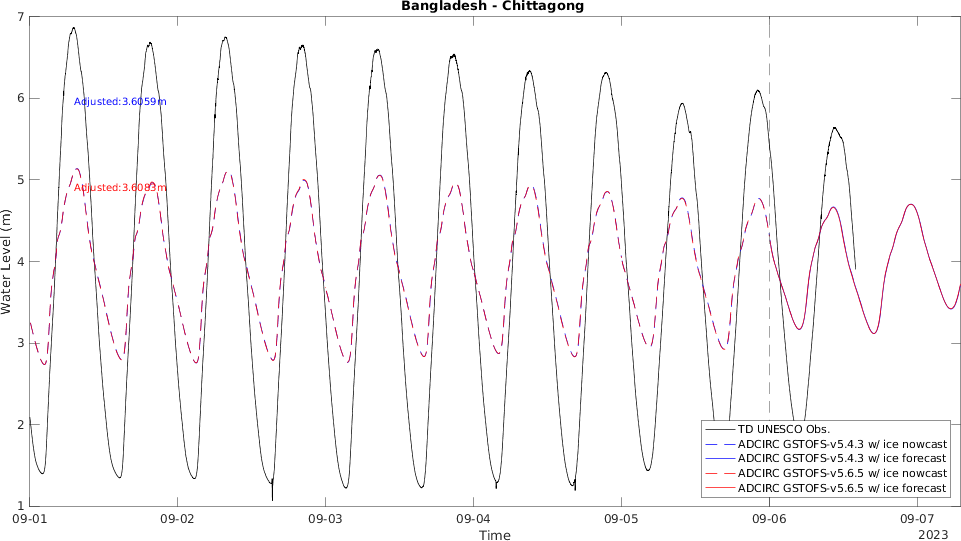 Bangladesh - Chittagong
7
6
5
4
3
2
1
Water Level (m)
Adjusted:3.6059m
Adjusted:3.6083m
TD UNESCO Obs.
ADCIRC GSTOFS-v5.4.3 w/ ice nowcast
ADCIRC GSTOFS-v5.4.3 w/ ice forecast
ADCIRC GSTOFS-v5.6.5 w/ ice nowcast
ADCIRC GSTOFS-v5.6.5 w/ ice forecast
09-01 09-02 09-03 09-04 09-05 09-06 09-07
Time
2023